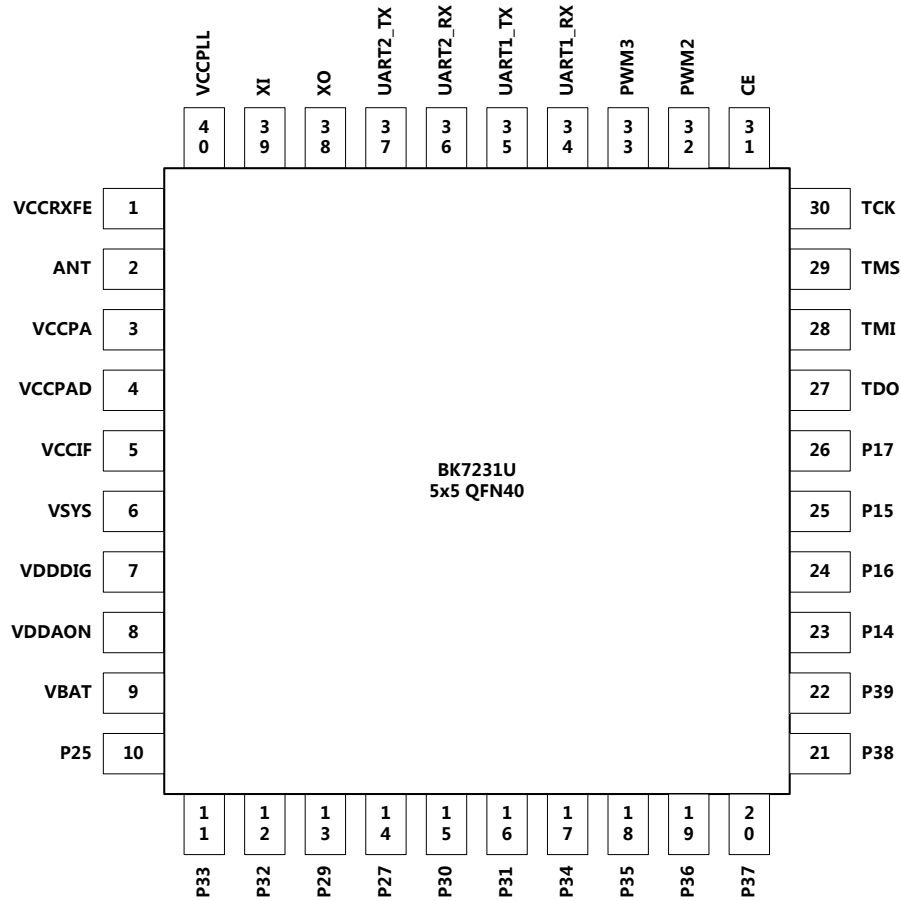 VCCPLL
XI
XO
UART2_TX
UART2_RX
UART1_TX
UART1_RX
PWM3
PWM2
CE
40
39
38
37
36
35
34
33
32
31
VCCRXFE 1
30 TCK
ANT 2
29 TMS
VCCPA 3
28 TMI
VCCPAD 4
27 TDO
VCCIF 5
26 P17
BK7231U
5x5 QFN40
VSYS 6
25 P15
VDDDIG 7
24 P16
VDDAON 8
23 P14
VBAT 9
22 P39
P25 10
21 P38
11
12
13
14
15
16
17
18
19
20
P33
P32
P29
P27
P30
P31
P34
P35
P36
P37